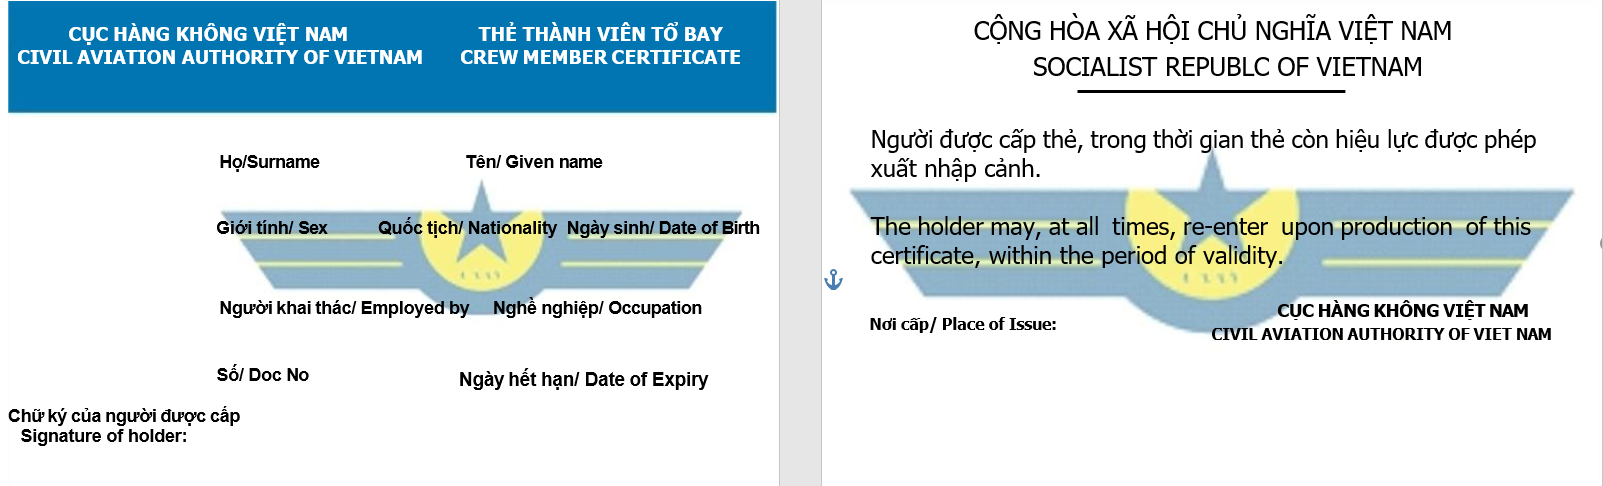 CỤC HÀNG KHÔNG VIỆT NAM
CIVIL AVIATION AUTHORITY OF VIETNAM
THẺ THÀNH VIÊN TỔ BAY
CREW MEMBER CERTIFICATE
Họ/Surname
Tên/ Given name
Giới tính/ Sex
Quốc tịch/ Nationality
Ngày sinh/ Date of Birth
Người khai thác/ Employed by
Nghề nghiệp/ Occupation
Số/ Doc No
Ngày hết hạn/ Date of Expiry
Chữ ký của người được cấp
Signature of holder:
CỘNG HÒA XÃ HỘI CHỦ NGHĨA VIỆT NAM
SOCIALIST REPUBLC OF VIETNAM
Người được cấp thẻ, trong thời gian thẻ còn hiệu lực được phép
xuất nhập cảnh.
The holder may, at all times, re-enter upon production of this
certificate, within the period of validity.
Nơi cấp/ Place of Issue:
CỤC HÀNG KHÔNG VIỆT NAM
CIVIL AVIATION AUTHORITY OF VIET NAM